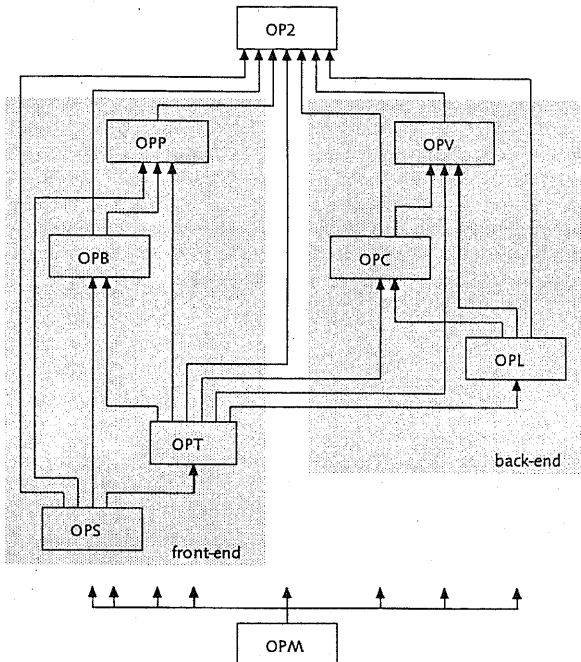 OP2
OPP
OPV
OPB
OPC
OPL
OPT
back-end
OPS
front-end
OPM